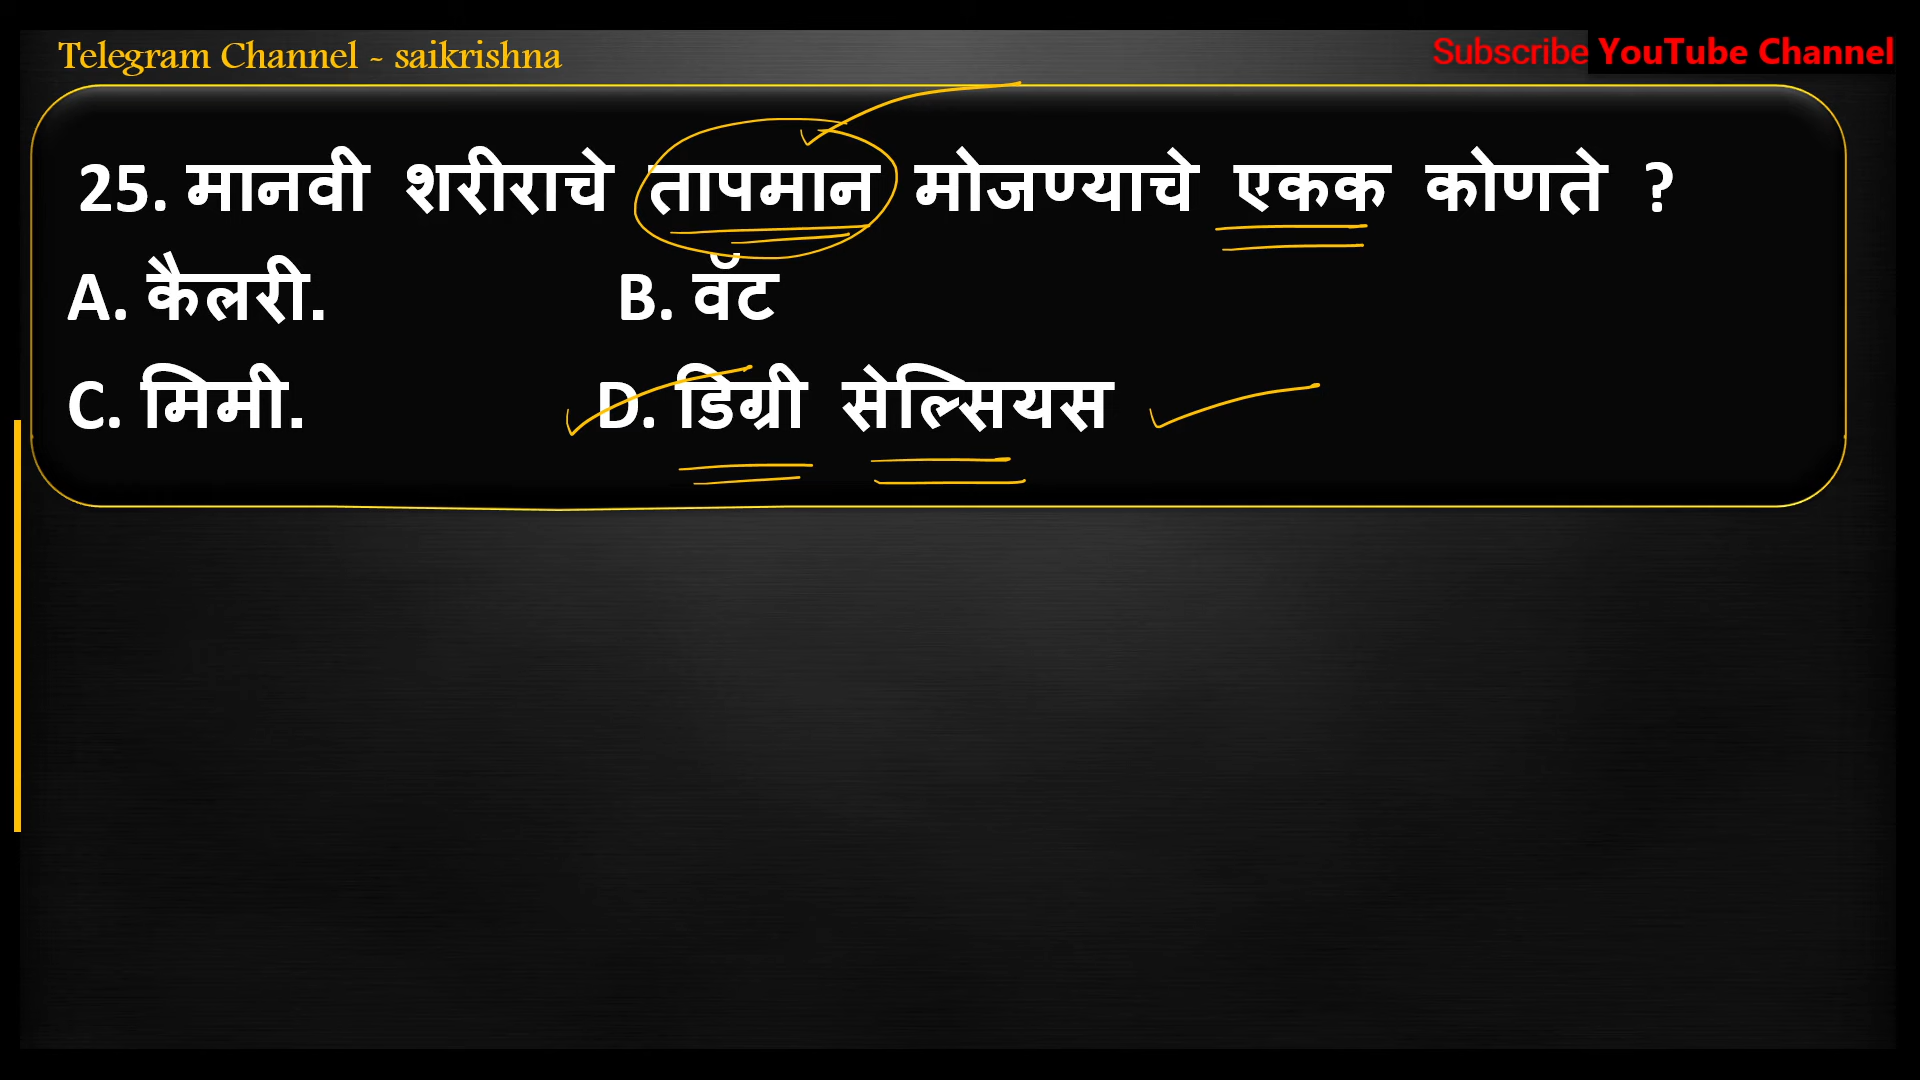 Telegram Channel - saikrishna
Subscribe YouTube Channel
25. मानवी शरीराचे तापमान मोजण्याचे एकक कोणते ?
A. कैलरी. B. वॅट
C. मिमी. D. डिग्री सेल्सियस